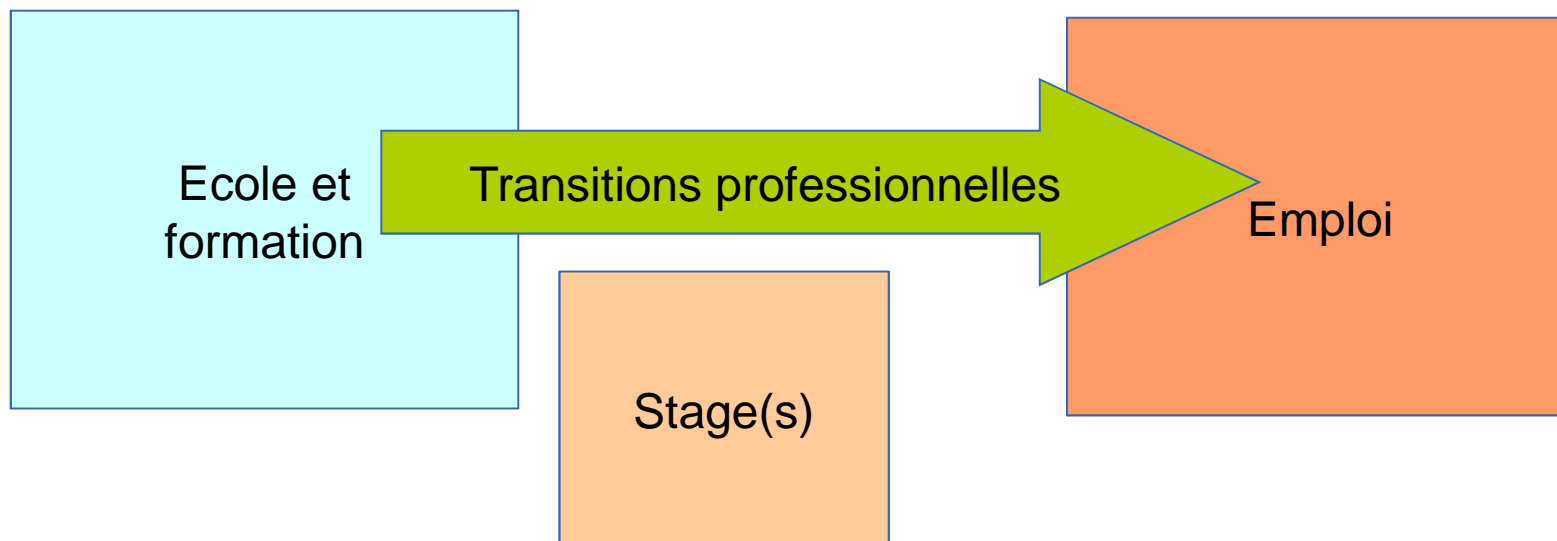 Ecole et
formation
Transitions professionnelles
Emploi
Stage(s)